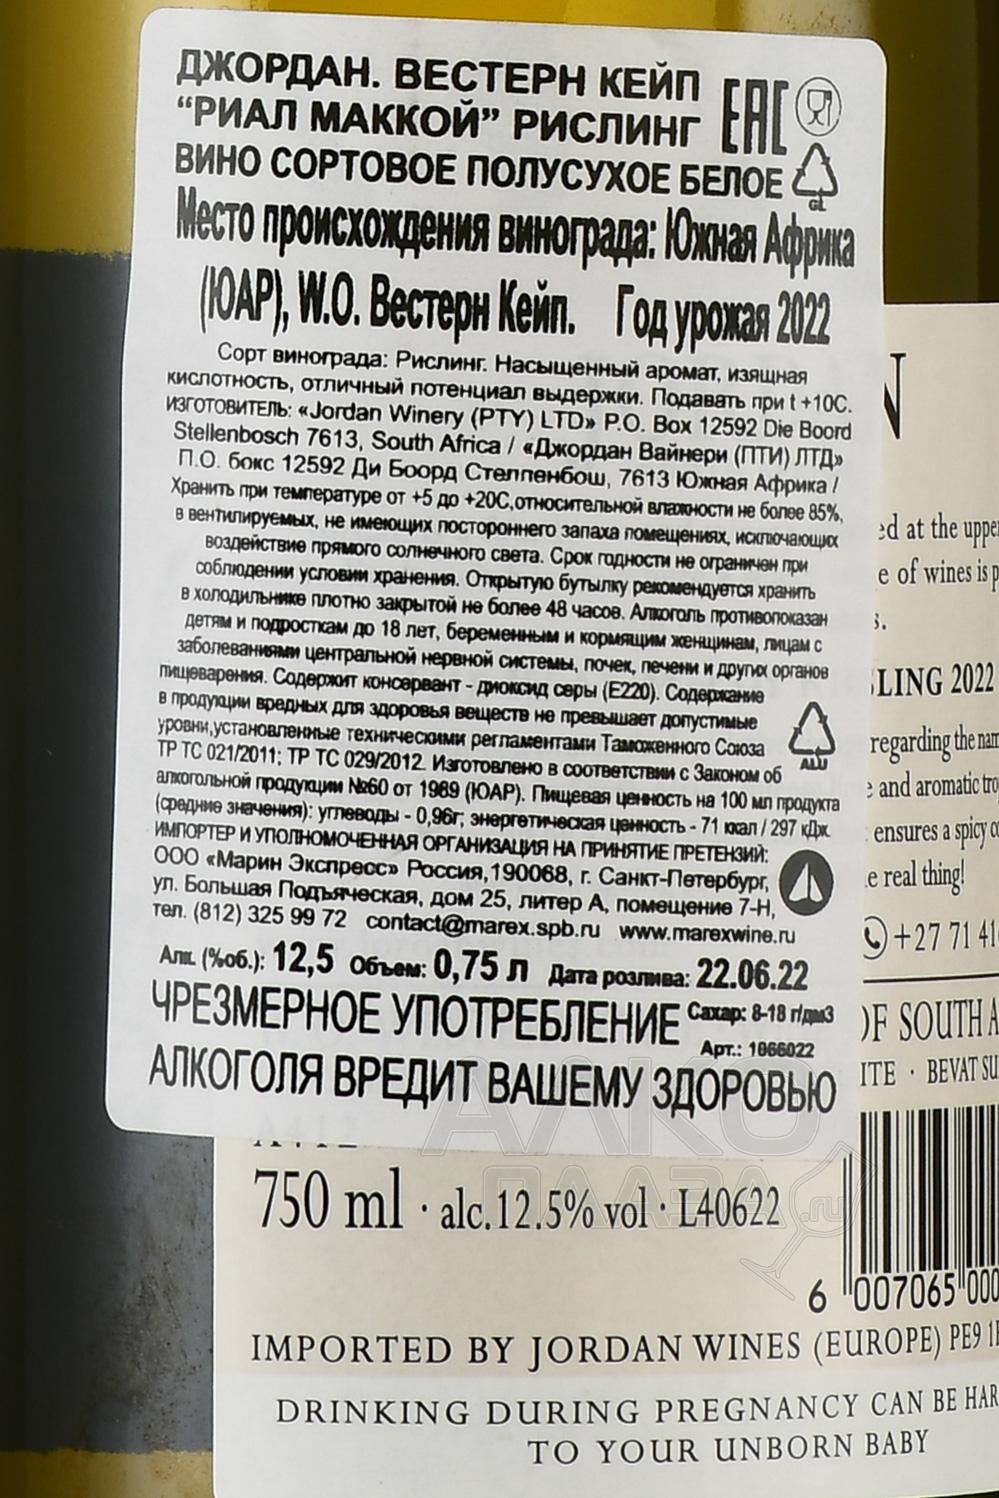 ДЖОРДАН. ВЕСТЕРН КЕЙП
“РИАЛ МАККОЙ” РИСЛИНГ
ВИНО СОРТОВОЕ ПОЛУСУХОЕ БЕЛОЕ
EAC
GL
Место происхождения винограда: Южная Африка
(ЮАР), W.O. Вестерн Кейп. Год урожая 2022
Сорт винограда: Рислинг. Насыщенный аромат, изящная
кислотность, отличный потенциал выдержки. Подавать при t +10С.
ИЗГОТОВИТЕЛЬ: «Jordan Winery (PTY) LTD» P.O. Box 12592 Die Boord
Stellenbosch 7613, South Africa / «Джордан Вайнери (ПТИ) ЛТД»
П.О. бокс 12592 Ди Боорд Стелленбош, 7613 Южная Африка /
Хранить при температуре от +5 до +20С,относительной влажности не более 85%,
в вентилируемых, не имеющих постороннего запаха помещениях, исключающих
воздействие прямого солнечного света. Срок годности не ограничен при
соблюдении условии хранения. Открытую бутылку рекомендуется хранить
в холодильнике плотно закрытой не более 48 часов. Алкоголь противопоказан
детям и подросткам до 18 лет, беременным и кормящим женщинам, лицам с
заболеваниями центральной нервной системы, почек, печени и других органов
пищеварения. Содержит консервант - диоксид серы (Е220). Содержание
в продукции вредных для здоровья веществ не превышает допустимые
уровни,установленные техническими регламентами Таможенного Союза
ТР ТС 021/2011; ТР ТС 029/2012. Изготовлено в соответствии с Законом об
ALU
алкогольной продукции №60 от 1989 (ЮАР). Пищевая ценность на 100 мл продукта
(средние значения): углеводы - 0,96г; энергетическая ценность - 71 ккал / 297 кДж.
ИМПОРТЕР И УПОЛНОМОЧЕННАЯ ОРГАНИЗАЦИЯ НА ПРИНЯТИЕ ПРЕТЕНЗИЙ:
ООО «Марин Экспресс» Россия,190068, г. Санкт-Петербург,
ул. Большая Подъяческая, дом 25, литер А, помещение 7-Н,
тел. (812) 325 99 72 contact@marex.spb.ru www.marexwine.ru
Алк. (%об.): 12,5 Объем: 0,75 л Дата розлива: 22.06.22
ЧРЕЗМЕРНОЕ УПОТРЕБЛЕНИЕ Сахар: 8-18 г/дм3
Арт.: 1066022
АЛКОГОЛЯ ВРЕДИТ ВАШЕМУ ЗДОРОВЬЮ
N
ed at the uppe
e of wines is p
s.
LING 2022
regarding the nam
e and aromatic tro
ensures a spicy co
e real thing!
+27 71 41
OF SOUTH A
ITE · BEVAT SU
A412
750 ml · alc.12.5% vol · L40622
6 007065 000
IMPORTED BY JORDAN WINES (EUROPE) PE9 1
DRINKING DURING PREGNANCY CAN BE HAR
TO YOUR UNBORN BABY
АЛКО
ПЛАЗА.ru